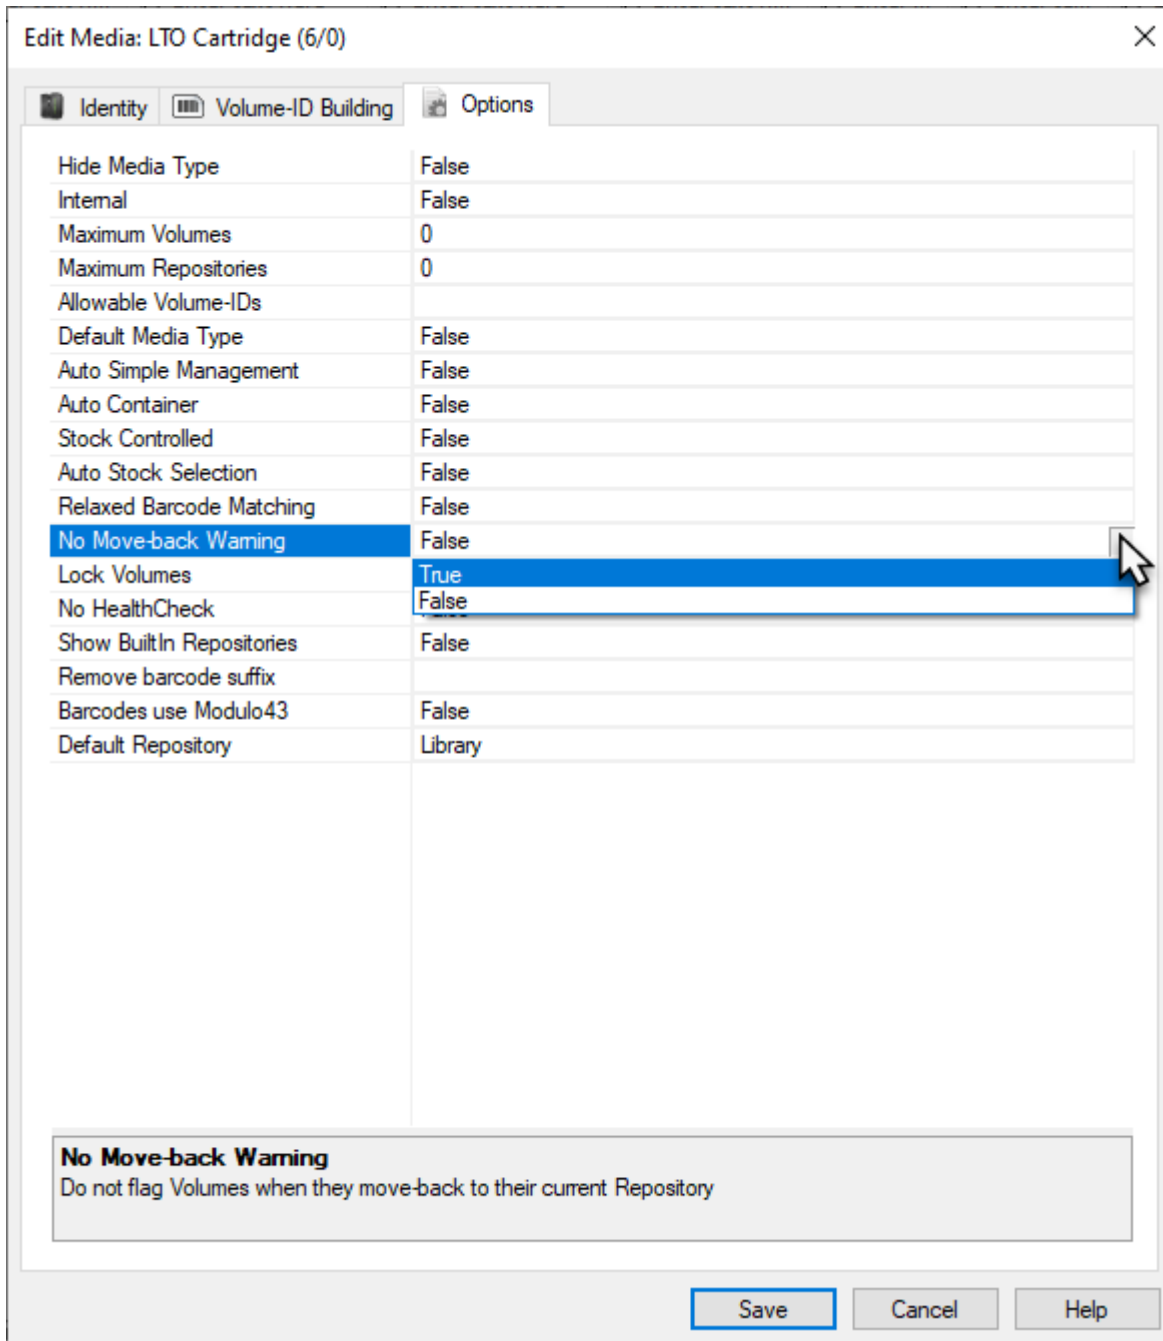 Edit Media: LTO Cartridge (6/0)
Identity Volume-ID Building Options
Hide Media Type False
Internal False
Maximum Volumes 0
Maximum Repositories 0
Allowable Volume-IDs
Default Media Type False
Auto Simple Management False
Auto Container False
Stock Controlled False
Auto Stock Selection False
Relaxed Barcode Matching False
No Move-back Warning False
Lock Volumes True
False
No HealthCheck
Show BuiltIn Repositories False
Remove barcode suffix
Barcodes use Modulo43 False
Default Repository Library
No Move-back Warning
Do not flag Volumes when they move-back to their current Repository
Save Cancel Help